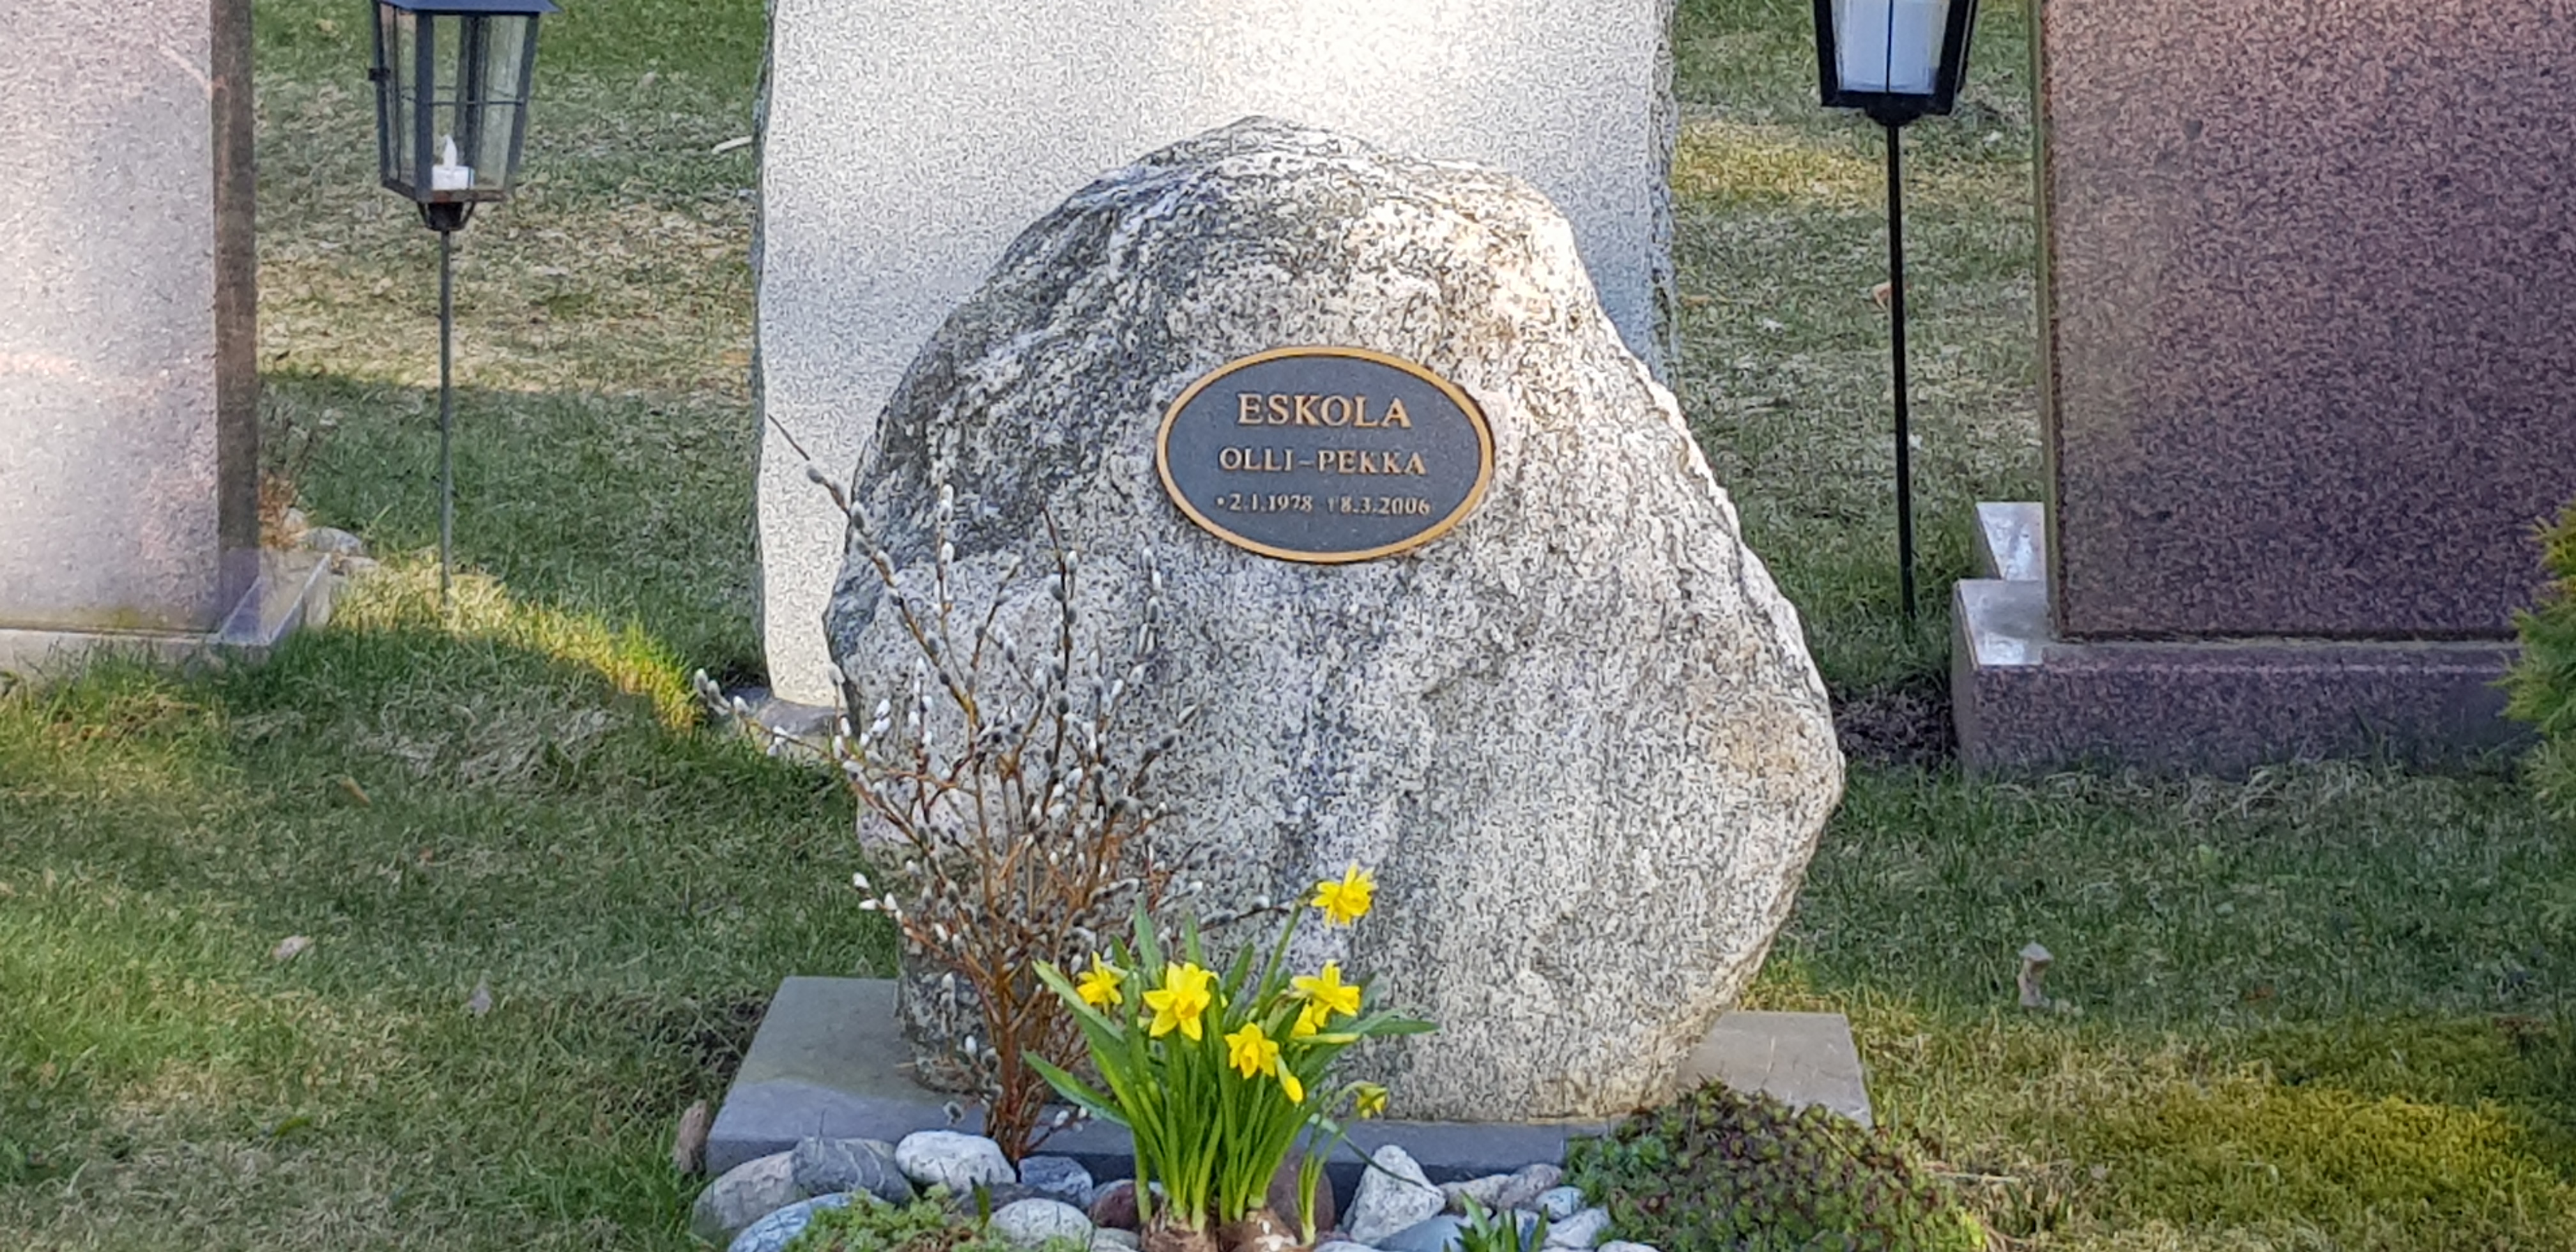 ESKOLA
OLLI-PEKKA
*2.1.1978 †8.3.2006